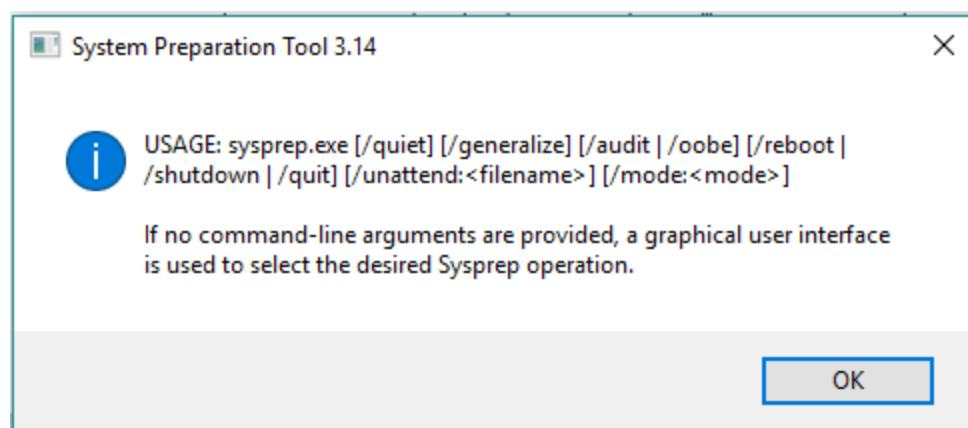 System Preparation Tool 3.14
USAGE: sysprep.exe [/quiet] [/generalize] [/audit | /oobe] [/reboot |
/shutdown | /quit] [/unattend:<filename>] [/mode:<mode>]
If no command-line arguments are provided, a graphical user interface
is used to select the desired Sysprep operation.
OK